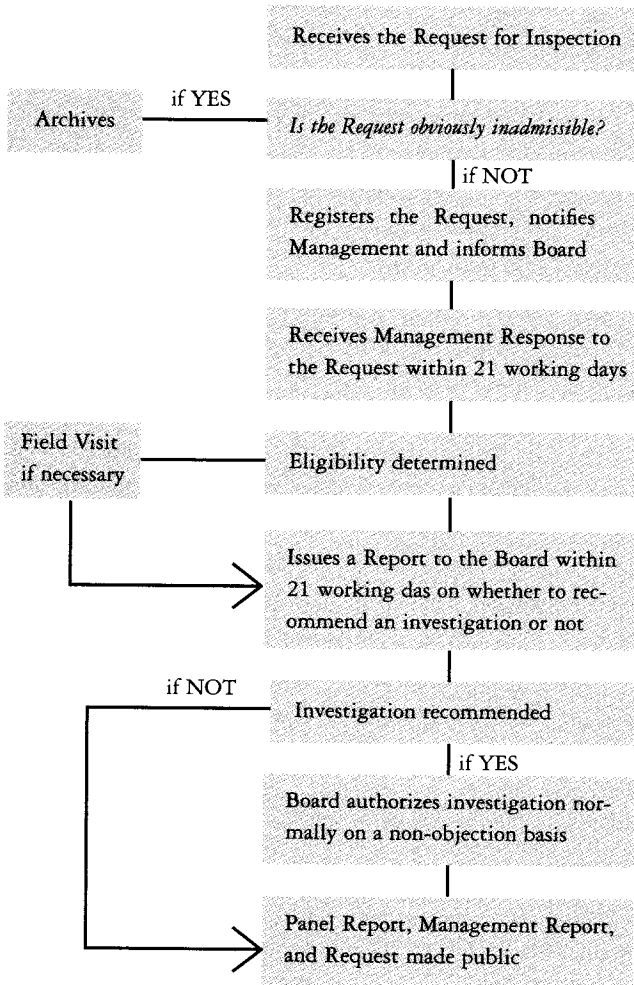 Receives the Request for Inspection
if YES
Archives
Is the Request obviously inadmissible?
if NOT
Registers the Request, notifies
Management and informs Board
Receives Management Response to
the Request within 21 working days
Field Visit
if necessary
Eligibility determined
Issues a Report to the Board within
21 working das on whether to rec-
ommend an investigation or not
if NOT
Investigation recommended
if YES
Board authorizes investigation nor-
mally on a non-objection basis
Panel Report, Management Report,
and Request made public